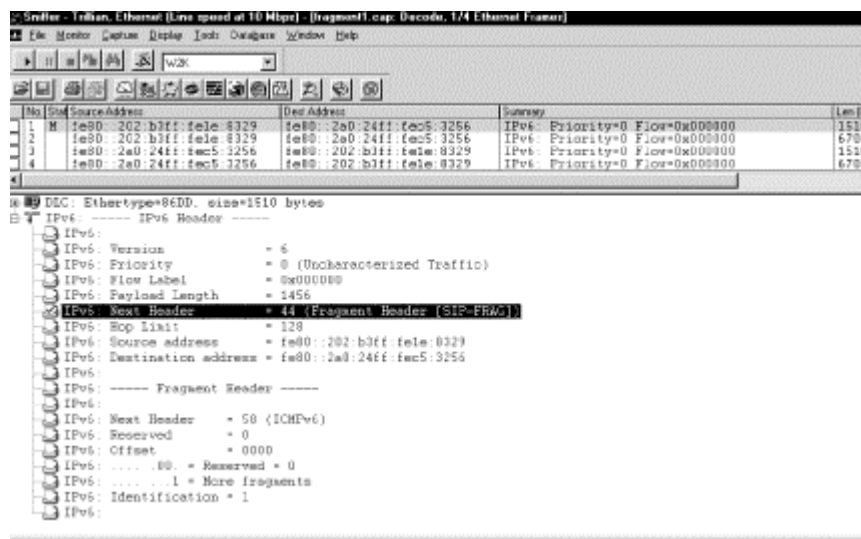 Sniffer - Trillian, Ethernet (Line speed at 10 Mbps) - [fragment1.cap: Decode, 1/4 Ethernet Frames]
File Monitor Capture Display Tools Database Window Help
W2K
No. Stat Source Address Dest Address Summary Len
1 M fe80::202:b3ff:fe1e:8329 fe80::2a0:24ff:fec5:3256 IPv6: Priority=0 Flow=0x000000 151
2 fe80::202:b3ff:fe1e:8329 fe80::2a0:24ff:fec5:3256 IPv6: Priority=0 Flow=0x000000 670
3 fe80::2a0:24ff:fec5:3256 fe80::202:b3ff:fe1e:8329 IPv6: Priority=0 Flow=0x000000 151
4 fe80::2a0:24ff:fec5:3256 fe80::202:b3ff:fe1e:8329 IPv6: Priority=0 Flow=0x000000 670
DLC: Ethertype=86DD, size=1510 bytes
IPv6: ----- IPv6 Header -----
IPv6:
IPv6: Version = 6
IPv6: Priority = 0 (Uncharacterized Traffic)
IPv6: Flow Label = 0x000000
IPv6: Payload Length = 1456
IPv6: Next Header = 44 (Fragment Header [SIP-FRAG])
IPv6: Hop Limit = 128
IPv6: Source address = fe80::202:b3ff:fe1e:8329
IPv6: Destination address = fe80::2a0:24ff:fec5:3256
IPv6:
IPv6: ----- Fragment Header -----
IPv6:
IPv6: Next Header = 58 (ICMPv6)
IPv6: Reserved = 0
IPv6: Offset = 0000
IPv6: .... .00. = Reserved = 0
IPv6: .... ...1 = More fragments
IPv6: Identification = 1
IPv6: